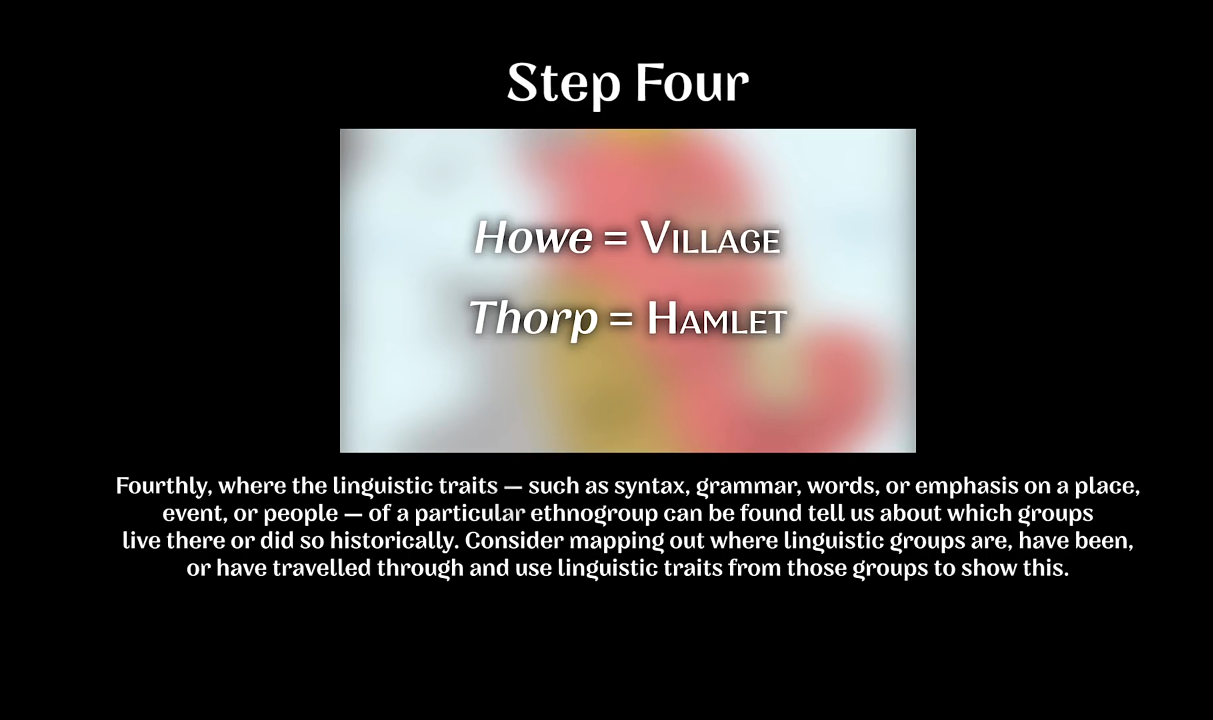 Step Four
Howe = Village
Thorp = Hamlet
Fourthly, where the linguistic traits — such as syntax, grammar, words, or emphasis on a place,
event, or people — of a particular ethnogroup can be found tell us about which groups
live there or did so historically. Consider mapping out where linguistic groups are, have been,
or have travelled through and use linguistic traits from those groups to show this.